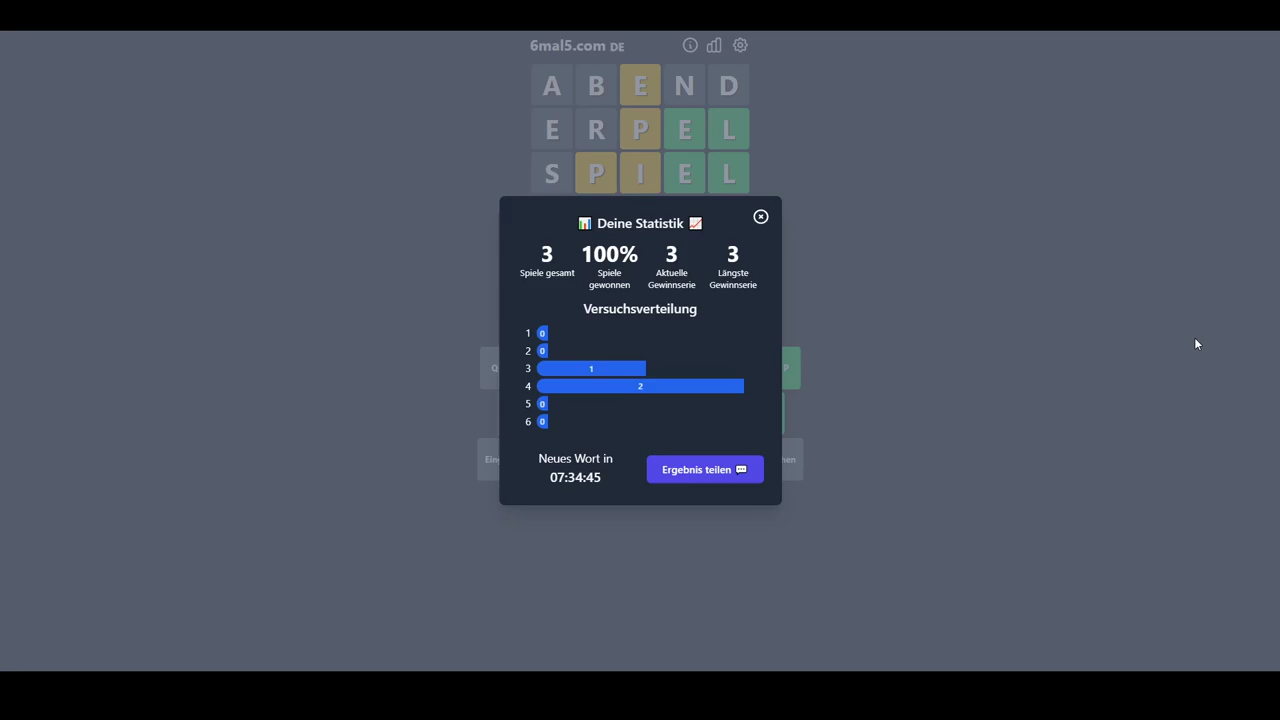 6mal5.com DE
A B E N D
E R P E L
S P I E L
📊 Deine Statistik 📈
3 100% 3 3
Spiele gesamt Spiele gewonnen Aktuelle Gewinnserie Längste Gewinnserie
Versuchsverteilung
1 0
2 0
3 1
4 2
5 0
6 0
Neues Wort in
07:34:45
Ergebnis teilen 💬
Q P